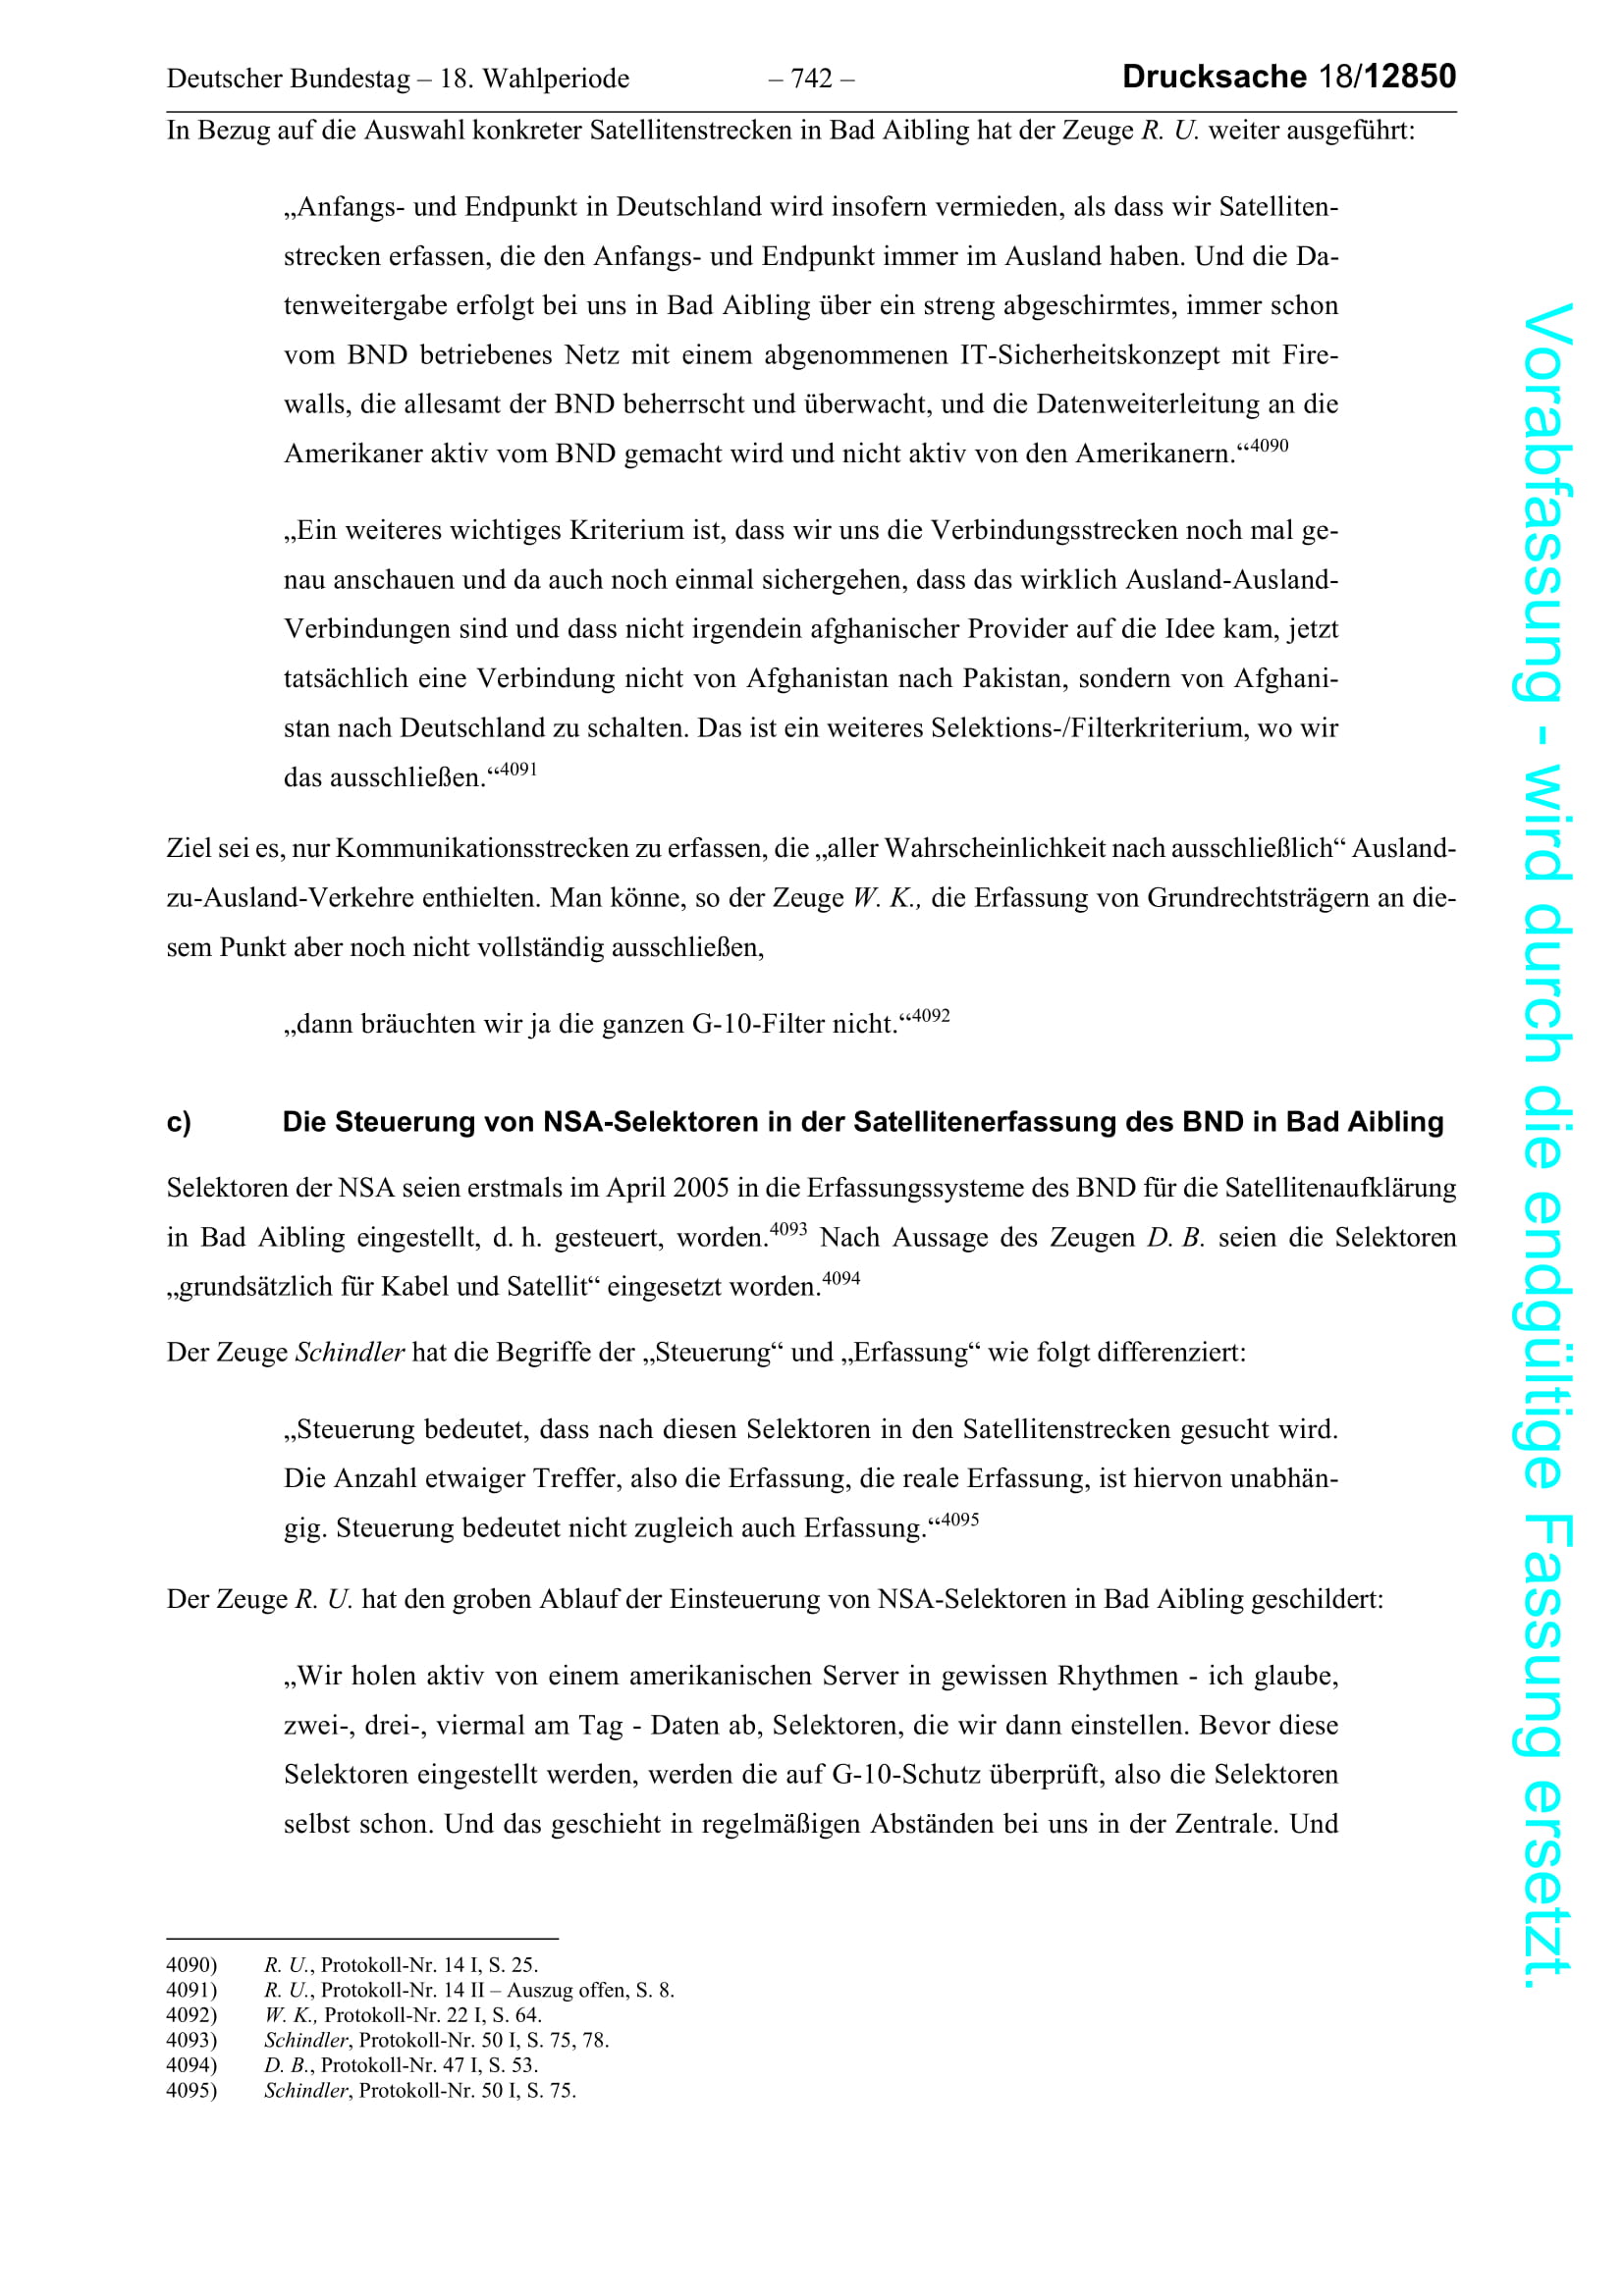 Deutscher Bundestag – 18. Wahlperiode – 742 – Drucksache 18/12850
In Bezug auf die Auswahl konkreter Satellitenstrecken in Bad Aibling hat der Zeuge R. U. weiter ausgeführt:
„Anfangs- und Endpunkt in Deutschland wird insofern vermieden, als dass wir Satelliten-
strecken erfassen, die den Anfangs- und Endpunkt immer im Ausland haben. Und die Da-
tenweitergabe erfolgt bei uns in Bad Aibling über ein streng abgeschirmtes, immer schon
vom BND betriebenes Netz mit einem abgenommenen IT-Sicherheitskonzept mit Fire-
walls, die allesamt der BND beherrscht und überwacht, und die Datenweiterleitung an die
Amerikaner aktiv vom BND gemacht wird und nicht aktiv von den Amerikanern.“4090
„Ein weiteres wichtiges Kriterium ist, dass wir uns die Verbindungsstrecken noch mal ge-
nau anschauen und da auch noch einmal sichergehen, dass das wirklich Ausland-Ausland-
Verbindungen sind und dass nicht irgendein afghanischer Provider auf die Idee kam, jetzt
tatsächlich eine Verbindung nicht von Afghanistan nach Pakistan, sondern von Afghani-
stan nach Deutschland zu schalten. Das ist ein weiteres Selektions-/Filterkriterium, wo wir
das ausschließen.“4091
Ziel sei es, nur Kommunikationsstrecken zu erfassen, die „aller Wahrscheinlichkeit nach ausschließlich“ Ausland-
zu-Ausland-Verkehre enthielten. Man könne, so der Zeuge W. K., die Erfassung von Grundrechtsträgern an die-
sem Punkt aber noch nicht vollständig ausschließen,
„dann bräuchten wir ja die ganzen G-10-Filter nicht.“4092
c) Die Steuerung von NSA-Selektoren in der Satellitenerfassung des BND in Bad Aibling
Selektoren der NSA seien erstmals im April 2005 in die Erfassungssysteme des BND für die Satellitenaufklärung
in Bad Aibling eingestellt, d. h. gesteuert, worden.4093 Nach Aussage des Zeugen D. B. seien die Selektoren
„grundsätzlich für Kabel und Satellit“ eingesetzt worden.4094
Der Zeuge Schindler hat die Begriffe der „Steuerung“ und „Erfassung“ wie folgt differenziert:
„Steuerung bedeutet, dass nach diesen Selektoren in den Satellitenstrecken gesucht wird.
Die Anzahl etwaiger Treffer, also die Erfassung, die reale Erfassung, ist hiervon unabhän-
gig. Steuerung bedeutet nicht zugleich auch Erfassung.“4095
Der Zeuge R. U. hat den groben Ablauf der Einsteuerung von NSA-Selektoren in Bad Aibling geschildert:
„Wir holen aktiv von einem amerikanischen Server in gewissen Rhythmen - ich glaube,
zwei-, drei-, viermal am Tag - Daten ab, Selektoren, die wir dann einstellen. Bevor diese
Selektoren eingestellt werden, werden die auf G-10-Schutz überprüft, also die Selektoren
selbst schon. Und das geschieht in regelmäßigen Abständen bei uns in der Zentrale. Und
4090) R. U., Protokoll-Nr. 14 I, S. 25.
4091) R. U., Protokoll-Nr. 14 II – Auszug offen, S. 8.
4092) W. K., Protokoll-Nr. 22 I, S. 64.
4093) Schindler, Protokoll-Nr. 50 I, S. 75, 78.
4094) D. B., Protokoll-Nr. 47 I, S. 53.
4095) Schindler, Protokoll-Nr. 50 I, S. 75.
Vorabfassung - wird durch die endgültige Fassung ersetzt.